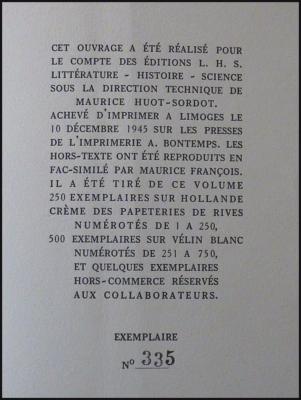 CET OUVRAGE A ÉTÉ RÉALISÉ POUR
LE COMPTE DES ÉDITIONS L. H. S.
LITTÉRATURE - HISTOIRE - SCIENCE
SOUS LA DIRECTION TECHNIQUE DE
MAURICE HUOT-SORDOT.
ACHEVÉ D'IMPRIMER A LIMOGES LE
10 DÉCEMBRE 1945 SUR LES PRESSES
DE L'IMPRIMERIE A. BONTEMPS. LES
HORS-TEXTE ONT ÉTÉ REPRODUITS EN
FAC-SIMILÉ PAR MAURICE FRANÇOIS.
IL A ÉTÉ TIRÉ DE CE VOLUME
250 EXEMPLAIRES SUR HOLLANDE
CRÈME DES PAPETERIES DE RIVES
NUMÉROTÉS DE 1 A 250,
500 EXEMPLAIRES SUR VÉLIN BLANC
NUMÉROTÉS DE 251 A 750,
ET QUELQUES EXEMPLAIRES
HORS-COMMERCE RÉSERVÉS
AUX COLLABORATEURS.
EXEMPLAIRE
Nº 335